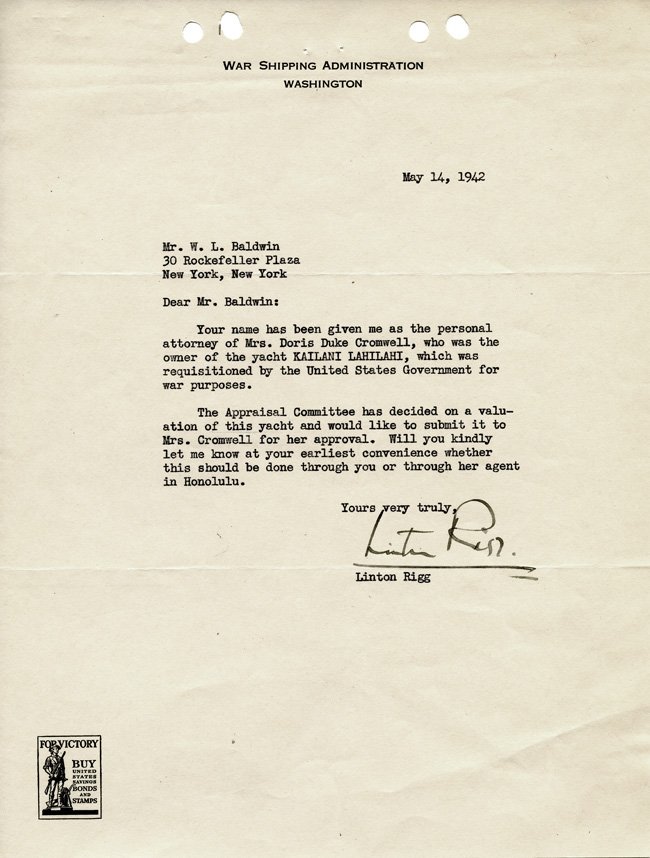 WAR SHIPPING ADMINISTRATION
WASHINGTON
May 14, 1942
Mr. W. L. Baldwin
30 Rockefeller Plaza
New York, New York
Dear Mr. Baldwin:
Your name has been given me as the personal
attorney of Mrs. Doris Duke Cromwell, who was the
owner of the yacht KAILANI LAHILAHI, which was
requisitioned by the United States Government for
war purposes.
The Appraisal Committee has decided on a valu-
ation of this yacht and would like to submit it to
Mrs. Cromwell for her approval. Will you kindly
let me know at your earliest convenience whether
this should be done through you or through her agent
in Honolulu.
Yours very truly,
Linton Rigg.
Linton Rigg
FOR VICTORY
BUY
UNITED
STATES
SAVINGS
BONDS
AND
STAMPS